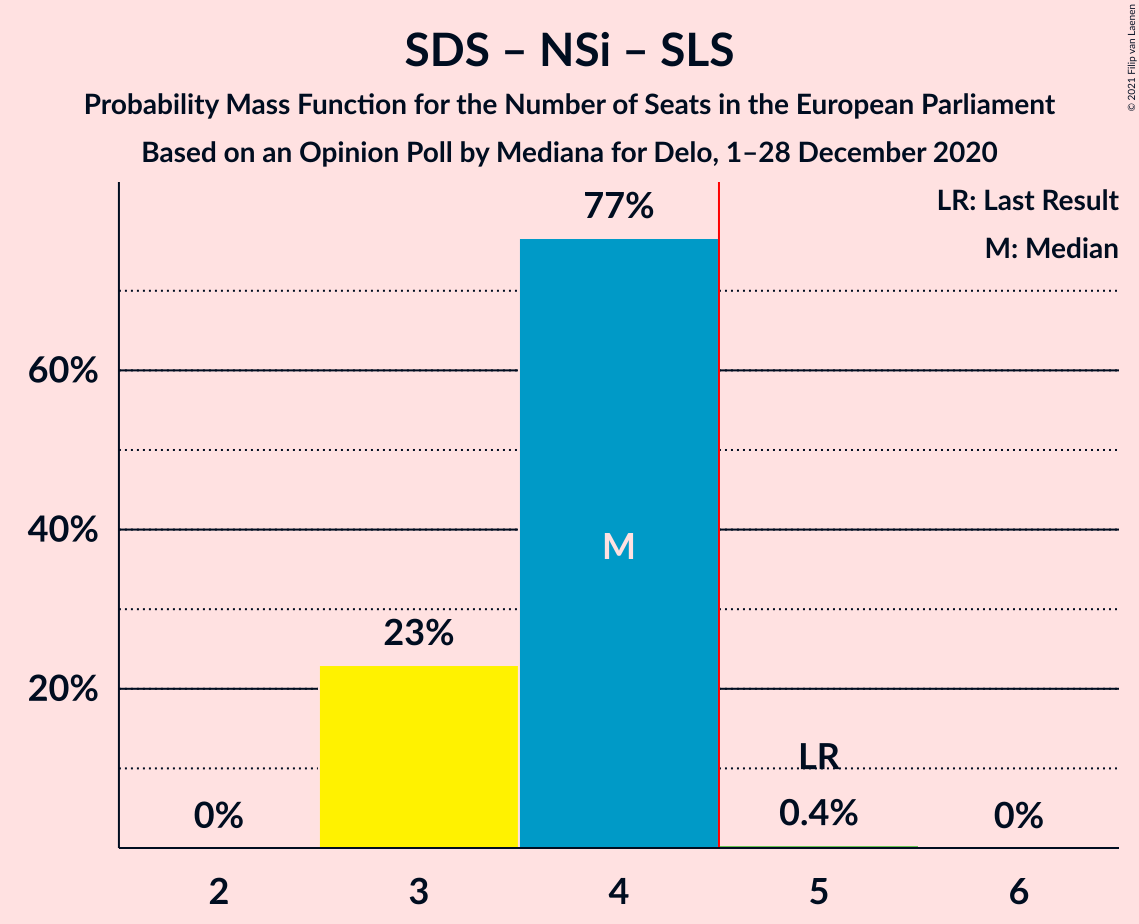 SDS – NSi – SLS
Probability Mass Function for the Number of Seats in the European Parliament
Based on an Opinion Poll by Mediana for Delo, 1–28 December 2020
© 2021 Filip van Laenen
LR: Last Result
M: Median
77%
60%
40%
M
23%
20%
LR
0%
0.4%
0%
2
3
4
5
6